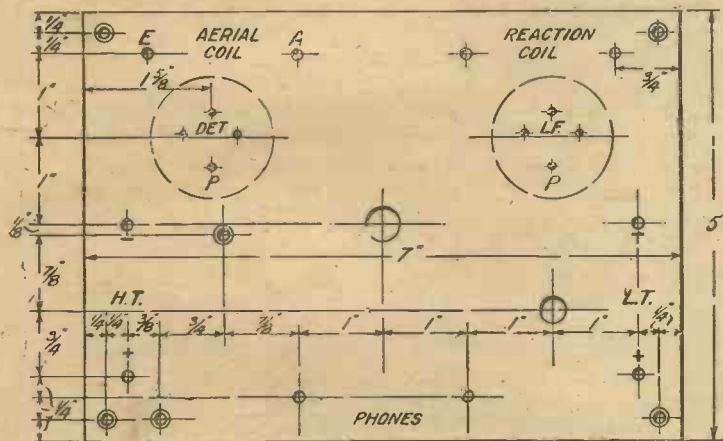 1/4"
1/4"
E
AERIAL
COIL
A
REACTION
COIL
1 5/8"
3/4"
1"
DET.
L.F.
P
P
1"
1/8"
−
−
7"
5
7/8"
H.T.
L.T.
1/4" 1/4" 3/8" 3/4" 7/8" 1" 1" 1" 1" 1/4"
3/4"
+
+
1/4"
PHONES